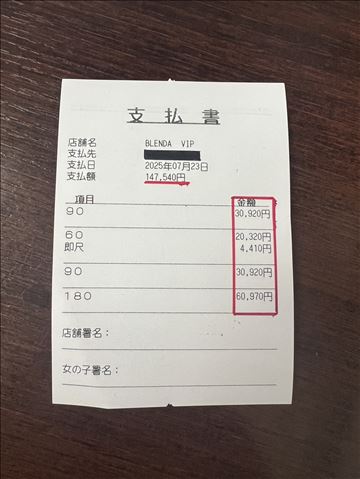 支払書
店舗名 BLENDA VIP
支払先
支払日 2025年07月23日
支払額 147,540円
項目 金額
90 30,920円
60 20,320円
即尺 4,410円
90 30,920円
180 60,970円
店舗署名：
女の子署名：